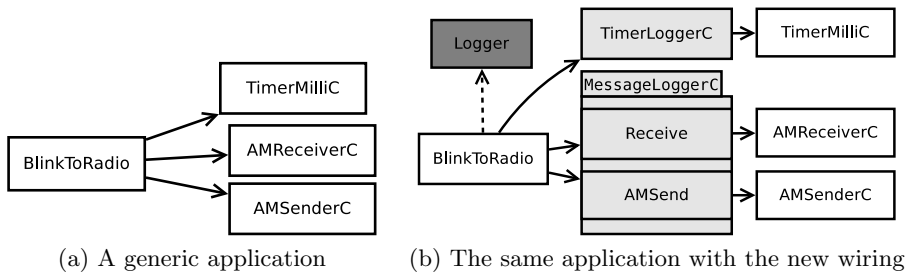 TimerMilliC
BlinkToRadio
AMReceiverC
AMSenderC
(a) A generic application
Logger
TimerLoggerC
TimerMilliC
MessageLoggerC
Receive
AMReceiverC
BlinkToRadio
AMSend
AMSenderC
(b) The same application with the new wiring